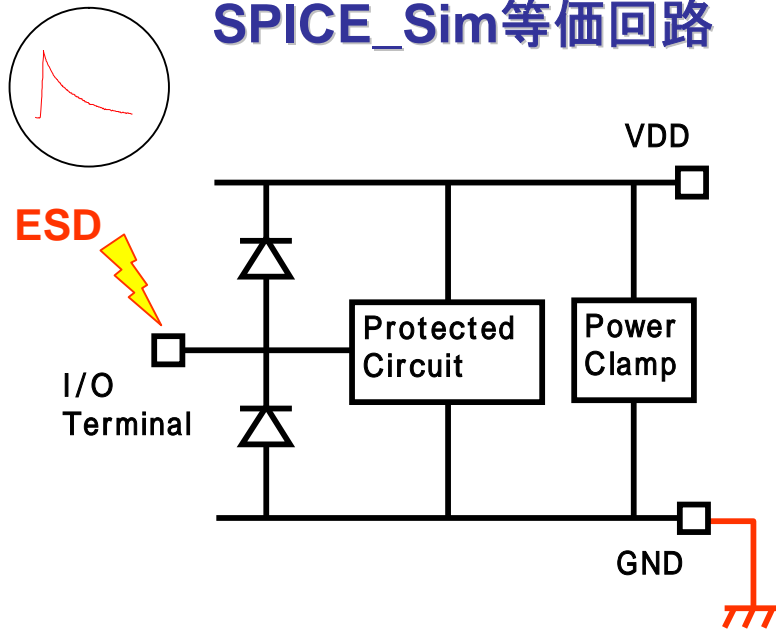 SPICE_Sim等価回路
VDD
ESD
Protected
Circuit
Power
Clamp
I/O
Terminal
GND